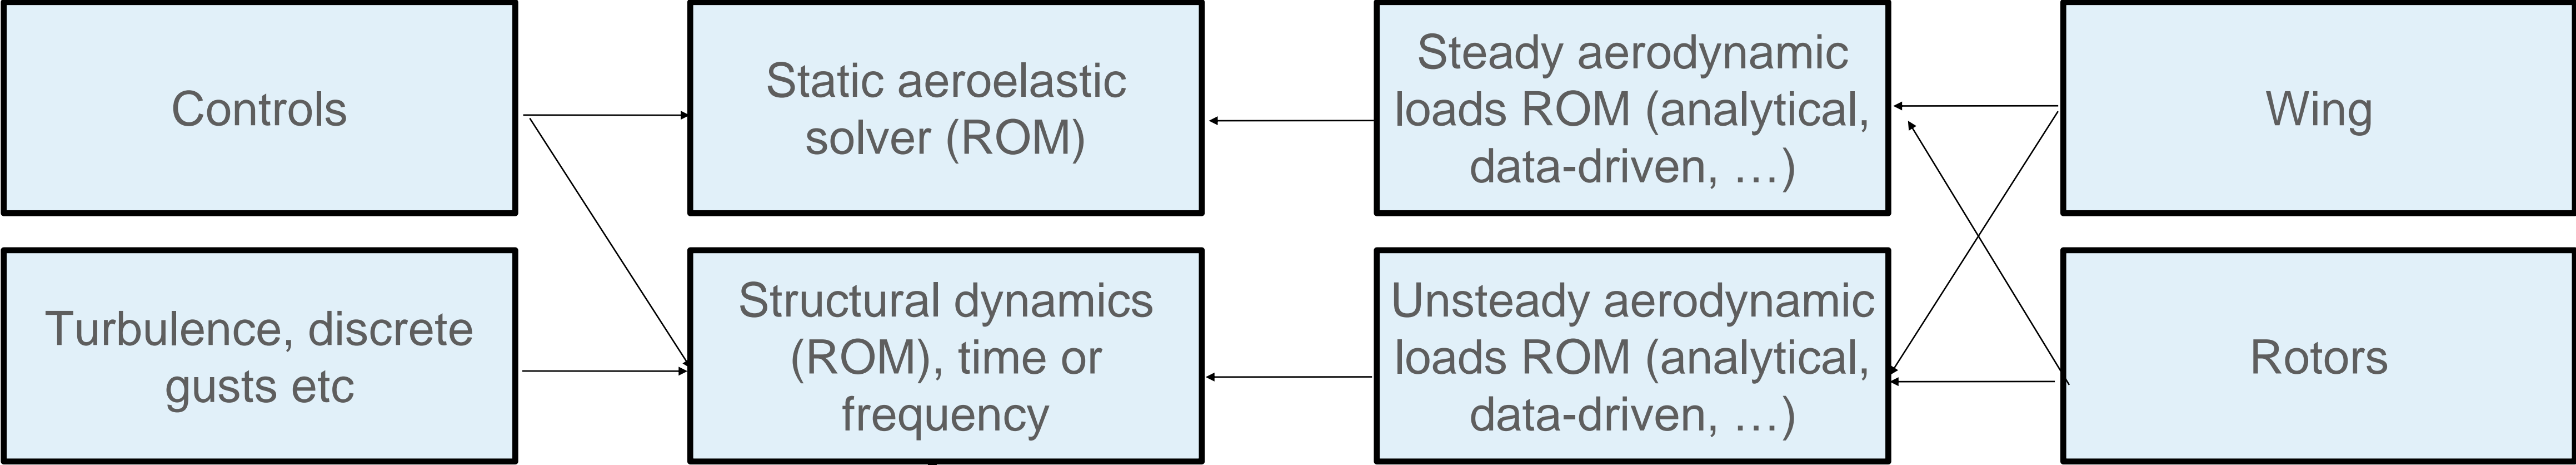 Controls
Static aeroelastic
solver (ROM)
Steady aerodynamic
loads ROM (analytical,
data-driven, …)
Wing
Turbulence, discrete
gusts etc
Structural dynamics
(ROM), time or
frequency
Unsteady aerodynamic
loads ROM (analytical,
data-driven, …)
Rotors